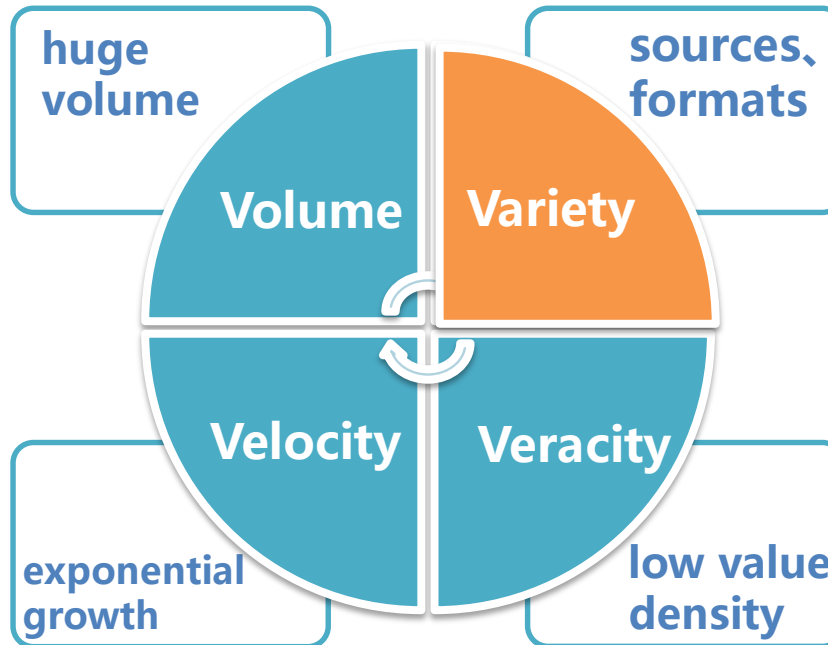 huge
volume
sources、
formats
Volume
Variety
Velocity
Veracity
exponential
growth
low value
density